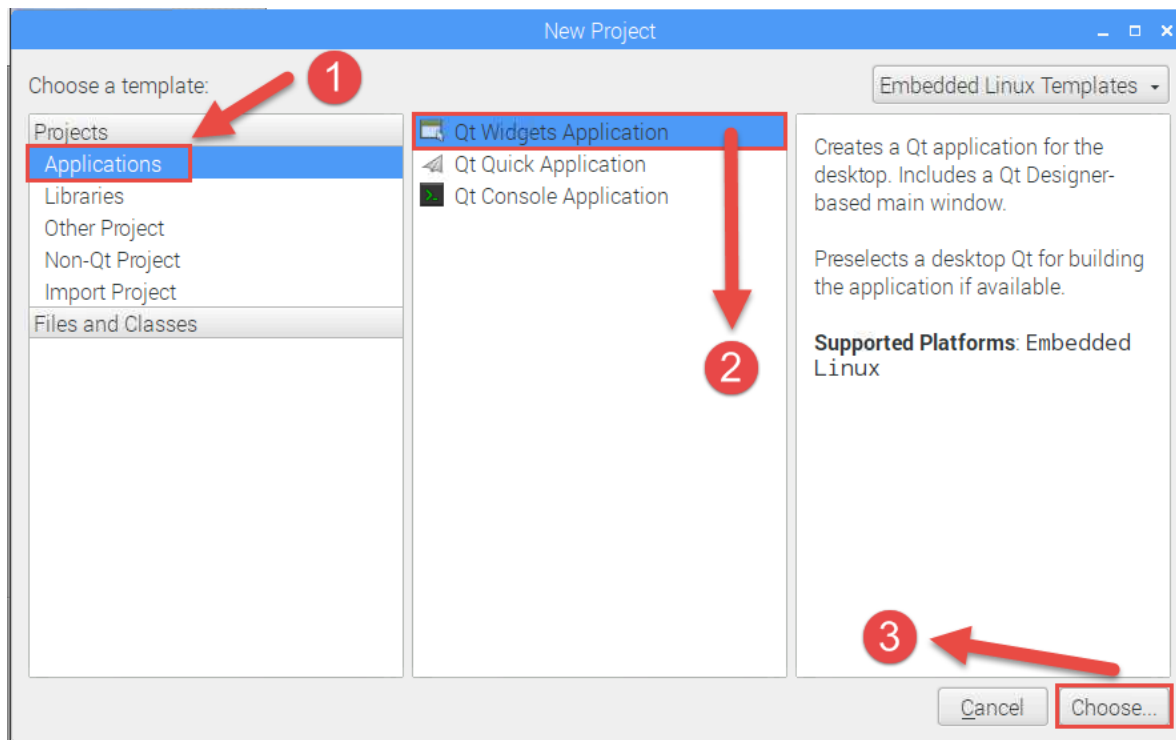 New Project
Choose a template:
1
Embedded Linux Templates
Projects
Applications
Libraries
Other Project
Non-Qt Project
Import Project
Files and Classes
Qt Widgets Application
Qt Quick Application
Qt Console Application
2
Creates a Qt application for the
desktop. Includes a Qt Designer-
based main window.
Preselects a desktop Qt for building
the application if available.
Supported Platforms: Embedded
Linux
3
Cancel
Choose...